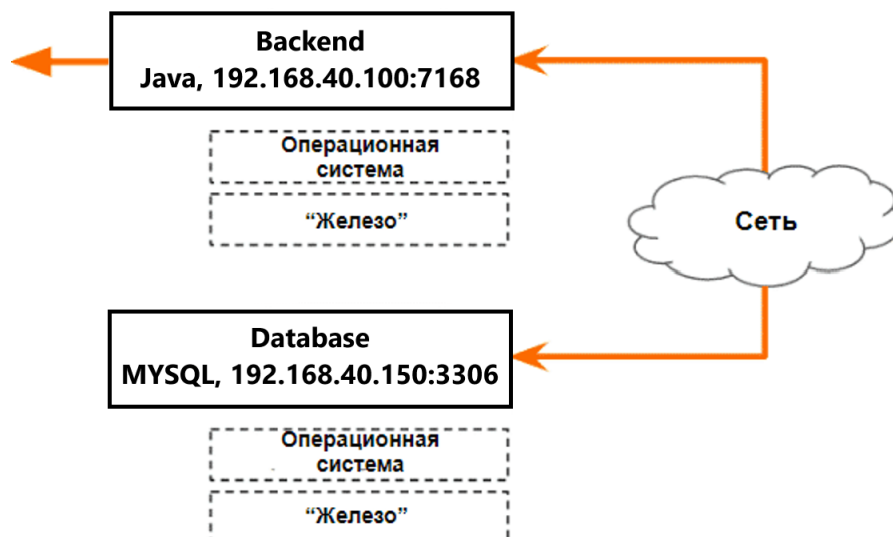 Backend
Java, 192.168.40.100:7168
Операционная
система
“Железо”
Сеть
Database
MYSQL, 192.168.40.150:3306
Операционная
система
“Железо”